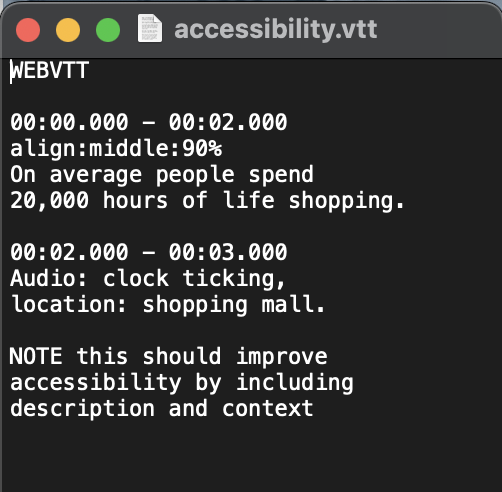 accessibility.vtt
WEBVTT
00:00.000 – 00:02.000
align:middle:90%
On average people spend
20,000 hours of life shopping.
00:02.000 – 00:03.000
Audio: clock ticking,
location: shopping mall.
NOTE this should improve
accessibility by including
description and context